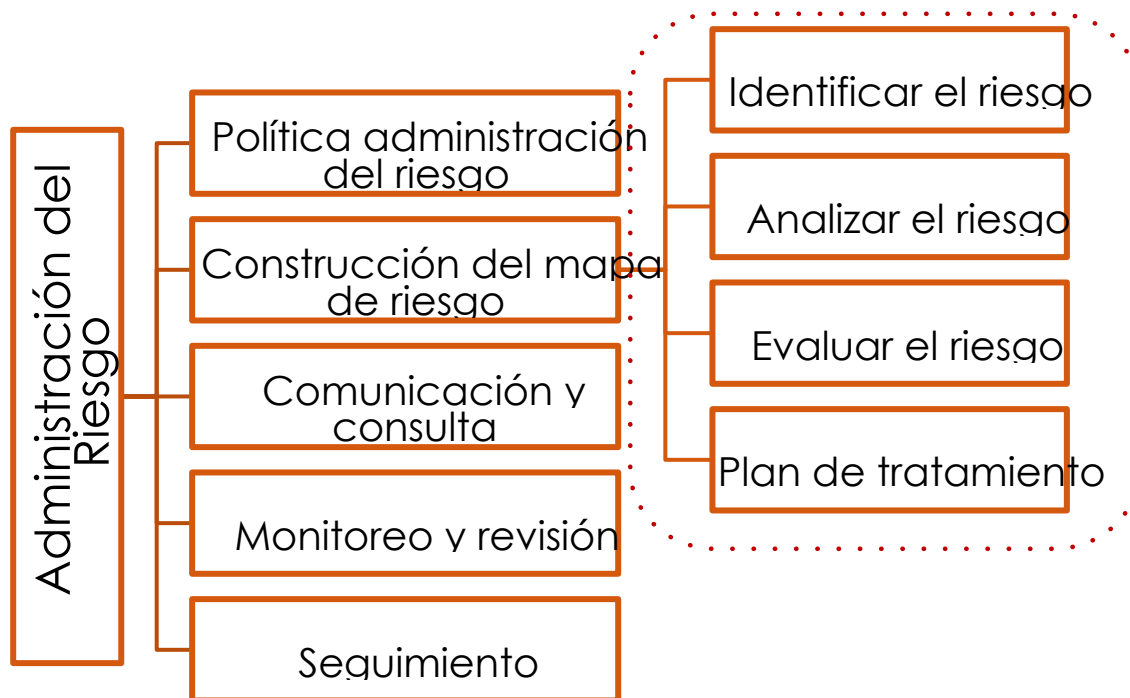 Administración del
Riesgo
Política administración
del riesgo
Construcción del mapa
de riesgo
Comunicación y
consulta
Monitoreo y revisión
Seguimiento
Identificar el riesgo
Analizar el riesgo
Evaluar el riesgo
Plan de tratamiento